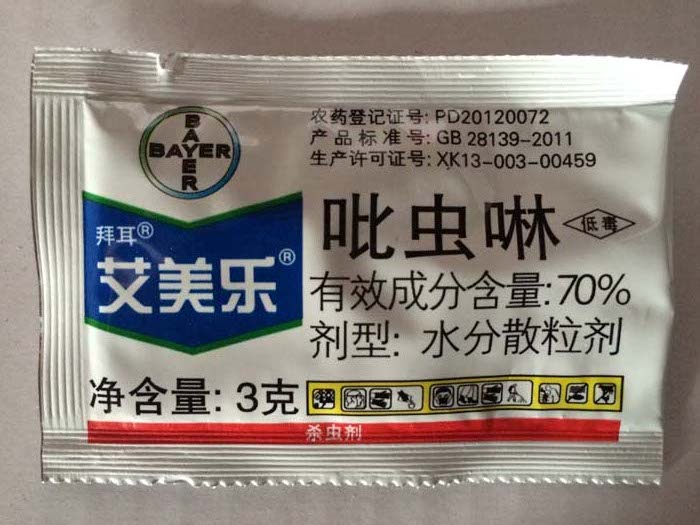 农药登记证号: PD20120072
产品标准号: GB 28139-2011
生产许可证号: XK13-003-00459
BAYER
BAYER
拜耳®
艾美乐®
吡虫啉
低毒
有效成分含量:70%
剂型: 水分散粒剂
净含量: 3克
杀虫剂